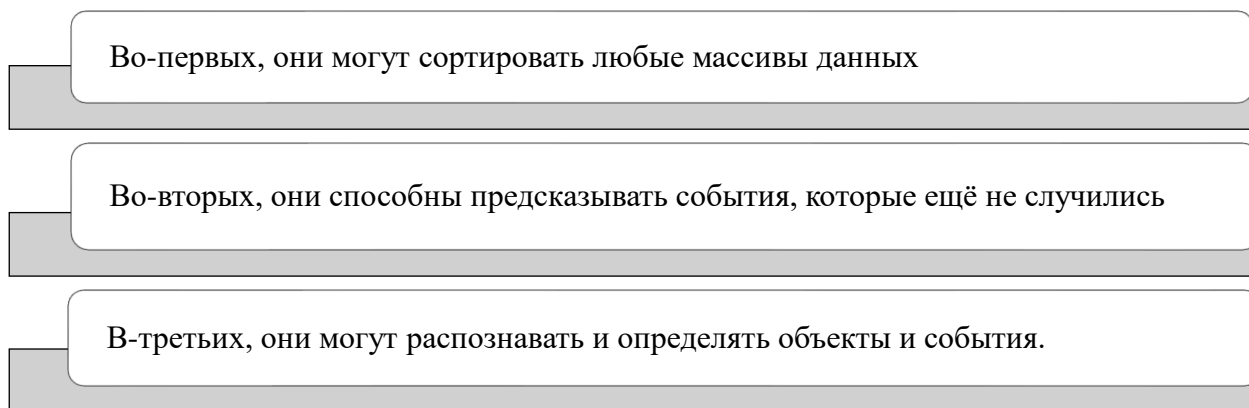 Во-первых, они могут сортировать любые массивы данных
Во-вторых, они способны предсказывать события, которые ещё не случились
В-третьих, они могут распознавать и определять объекты и события.